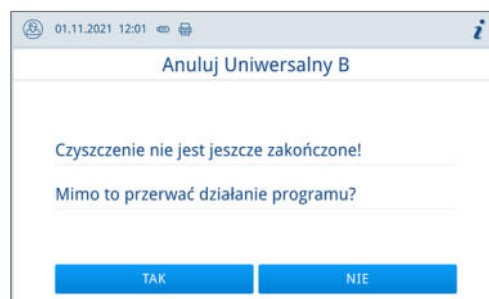 01.11.2021 12:01
i
Anuluj Uniwersalny B
Czyszczenie nie jest jeszcze zakończone!
Mimo to przerwać działanie programu?
TAK NIE